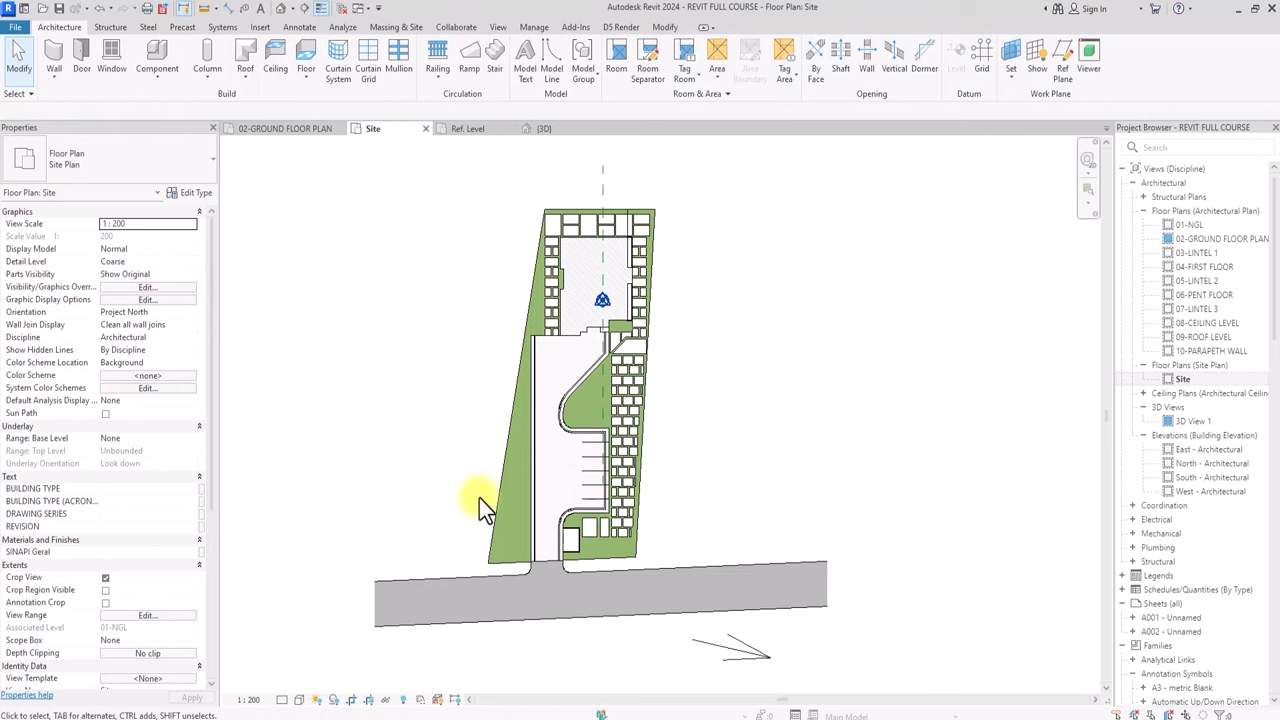 Autodesk Revit 2024 - REVIT FULL COURSE - Floor Plan: Site
Sign In
File Architecture Structure Steel Precast Systems Insert Annotate Analyze Massing & Site Collaborate View Manage Add-Ins D5 Render Modify
Modify Wall Door Window Component Column Roof Ceiling Floor Curtain System Curtain Grid Mullion Railing Ramp Stair Model Text Model Line Model Group Room Room Separator Tag Room Area Area Boundary Tag Area By Face Shaft Wall Vertical Dormer Level Grid Set Show Ref Plane Viewer
Select Build Circulation Model Room & Area Opening Datum Work Plane
Properties
02-GROUND FLOOR PLAN Site Ref. Level {3D}
Floor Plan
Site Plan
Floor Plan: Site Edit Type
Graphics
View Scale 1 : 200
Scale Value 1: 200
Display Model Normal
Detail Level Coarse
Parts Visibility Show Original
Visibility/Graphics Over... Edit...
Graphic Display Options Edit...
Orientation Project North
Wall Join Display Clean all wall joins
Discipline Architectural
Show Hidden Lines By Discipline
Color Scheme Location Background
Color Scheme <none>
System Color Schemes Edit...
Default Analysis Display ... None
Sun Path
Underlay
Range: Base Level None
Range: Top Level Unbounded
Underlay Orientation Look down
Text
BUILDING TYPE
BUILDING TYPE (ACRON...
DRAWING SERIES
REVISION
Materials and Finishes
SINAPI Geral
Extents
Crop View
Crop Region Visible
Annotation Crop
View Range Edit...
Associated Level 01-NGL
Scope Box None
Depth Clipping No clip
Identity Data
View Template <None>
Properties help Apply
Project Browser - REVIT FULL COURSE
Search
Views (Discipline)
Architectural
Structural Plans
Floor Plans (Architectural Plan)
01-NGL
02-GROUND FLOOR PLAN
03-LINTEL 1
04-FIRST FLOOR
05-LINTEL 2
06-PENT FLOOR
07-LINTEL 3
08-CEILING LEVEL
09-ROOF LEVEL
10-PARAPETH WALL
Floor Plans (Site Plan)
Site
Ceiling Plans (Architectural Ceilin
3D Views
3D View 1
Elevations (Building Elevation)
East - Architectural
North - Architectural
South - Architectural
West - Architectural
Coordination
Electrical
Mechanical
Plumbing
Structural
Legends
Schedules/Quantities (By Type)
Sheets (all)
A001 - Unnamed
A002 - Unnamed
Families
Analytical Links
Annotation Symbols
A3 - metric Blank
Automatic Up/Down Direction
1 : 200
Click to select, TAB for alternates, CTRL adds, SHIFT unselects.
:0 Main Model :0